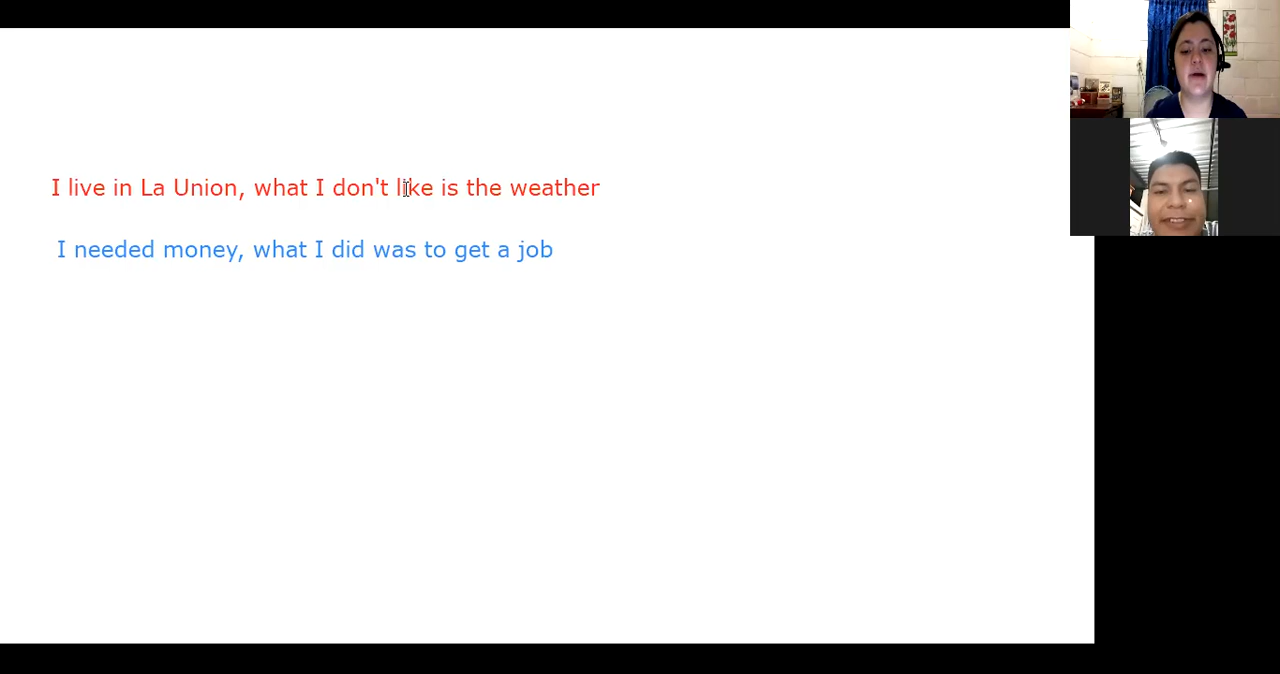 I live in La Union, what I don't like is the weather
I needed money, what I did was to get a job